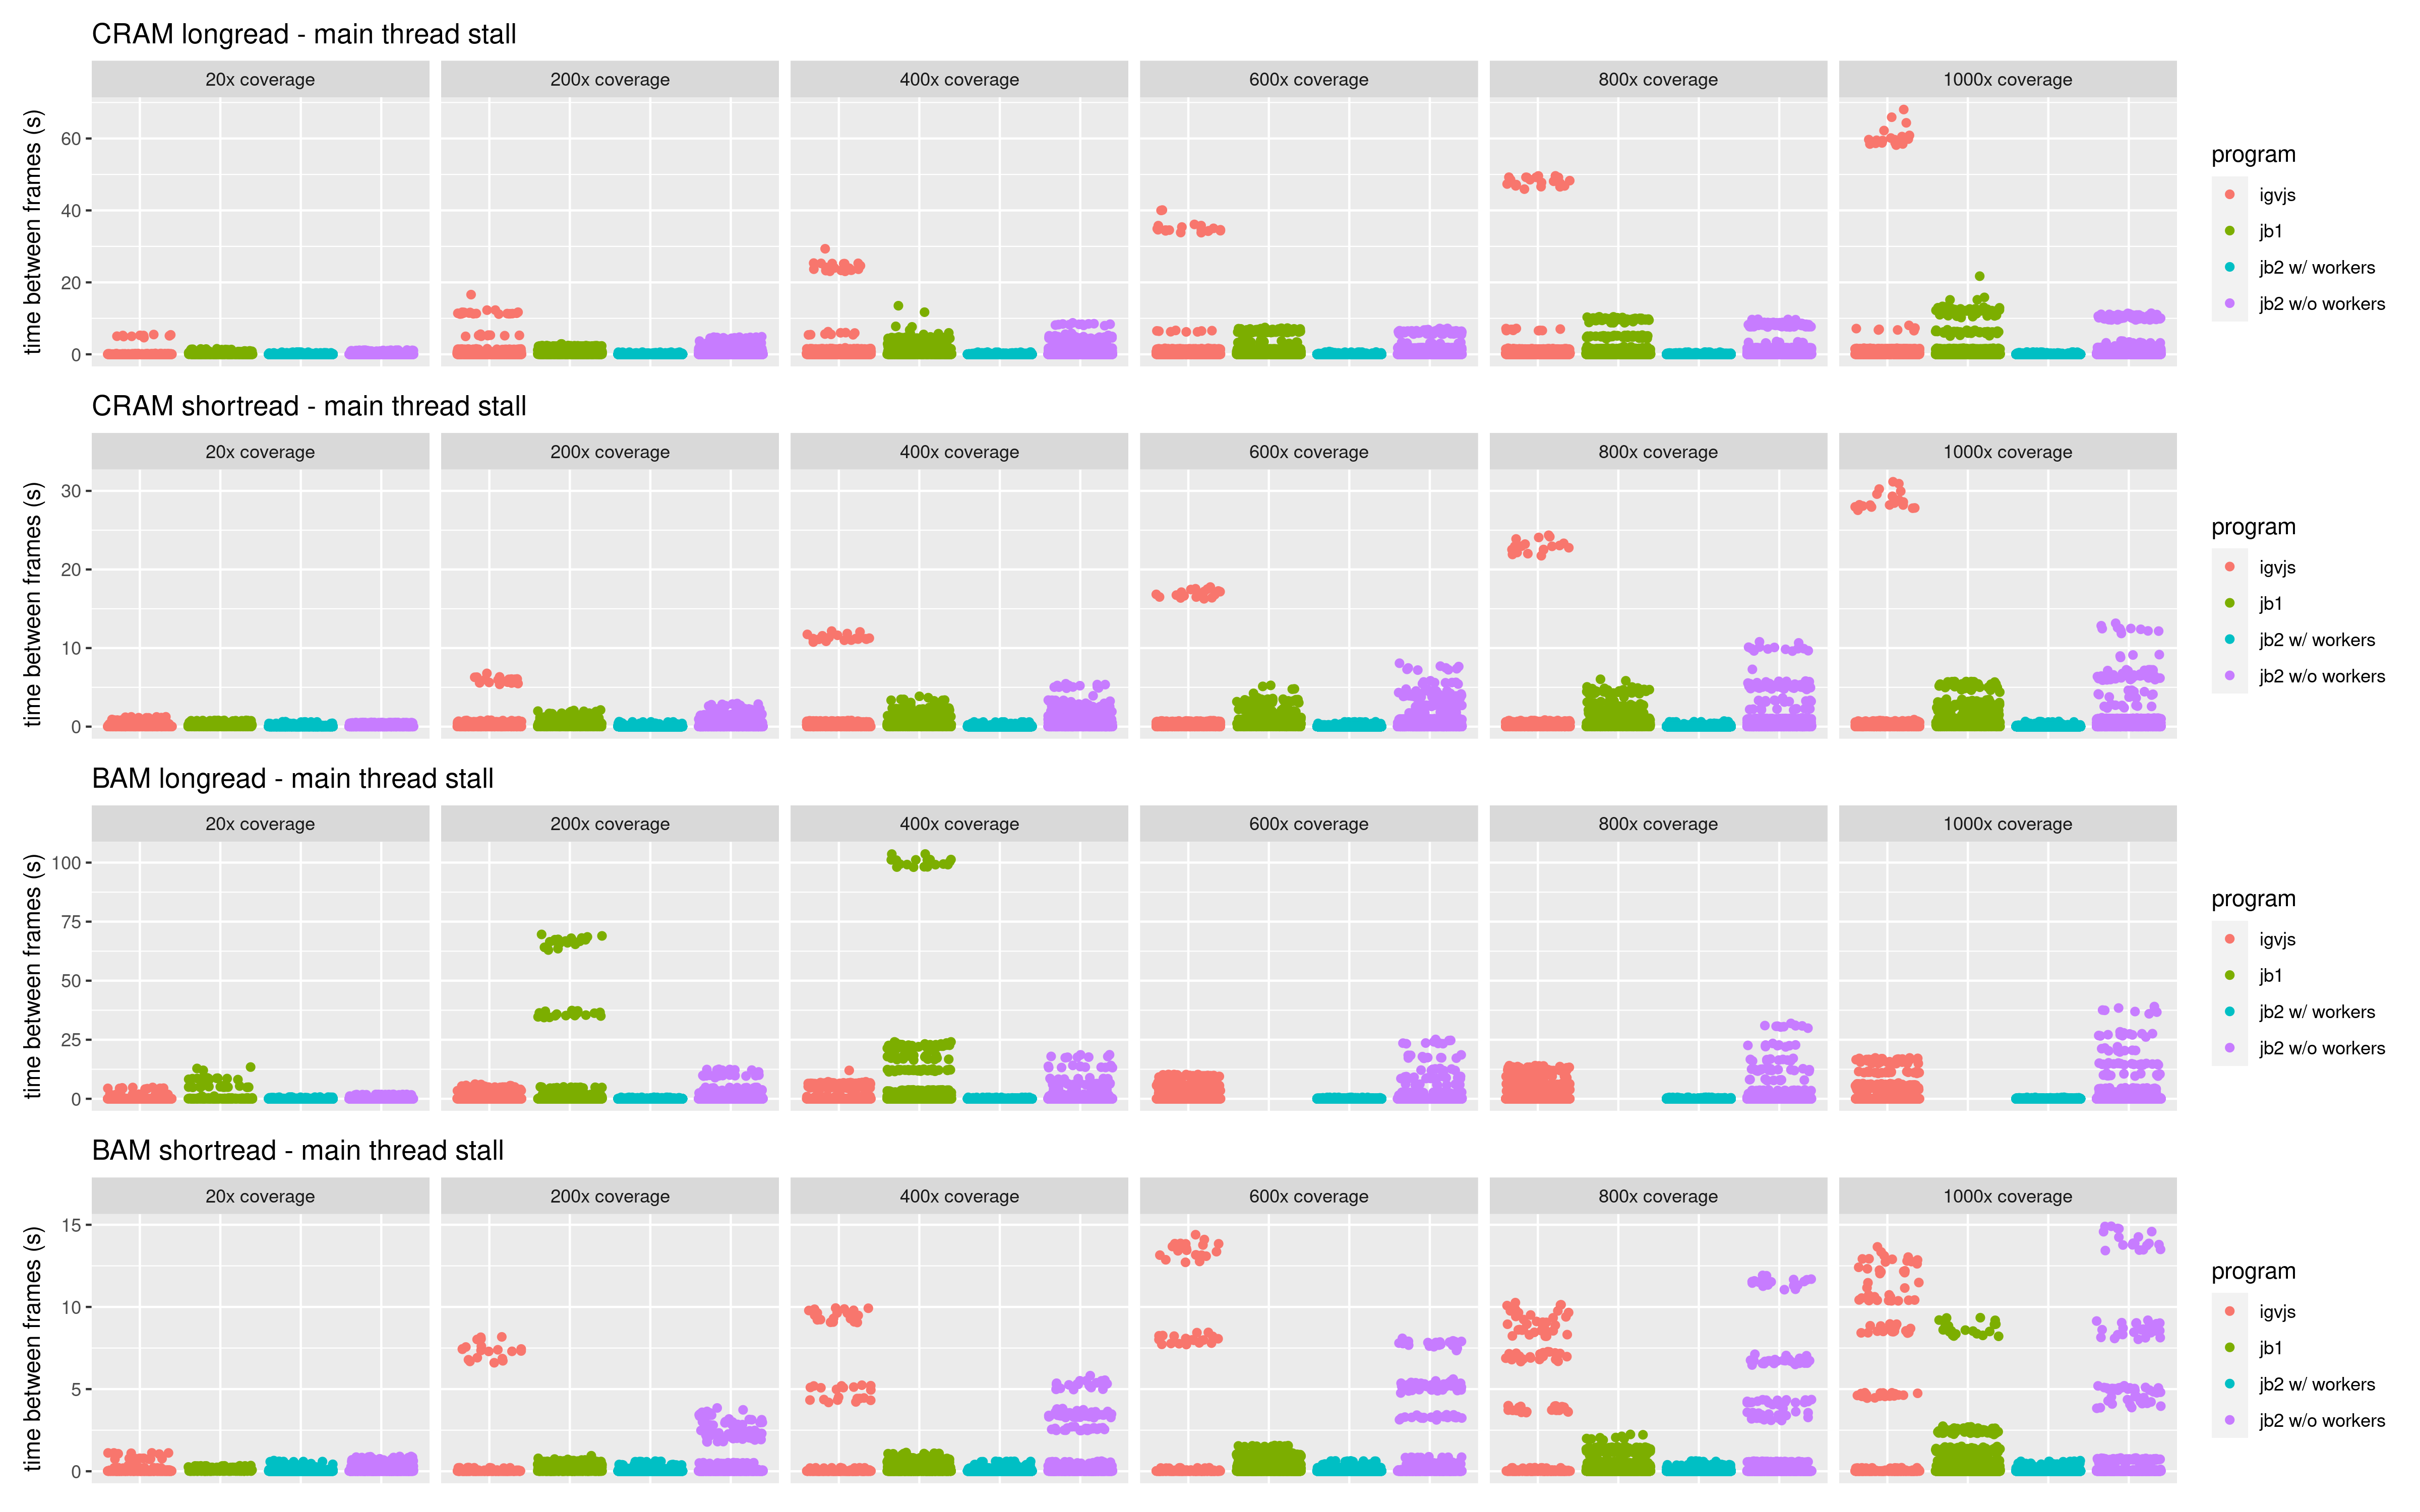 CRAM longread - main thread stall
20x coverage 200x coverage 400x coverage 600x coverage 800x coverage 1000x coverage
time between frames (s)
60
40
20
0
program
igvjs
jb1
jb2 w/ workers
jb2 w/o workers
CRAM shortread - main thread stall
20x coverage 200x coverage 400x coverage 600x coverage 800x coverage 1000x coverage
time between frames (s)
30
20
10
0
program
igvjs
jb1
jb2 w/ workers
jb2 w/o workers
BAM longread - main thread stall
20x coverage 200x coverage 400x coverage 600x coverage 800x coverage 1000x coverage
time between frames (s)
100
75
50
25
0
program
igvjs
jb1
jb2 w/ workers
jb2 w/o workers
BAM shortread - main thread stall
20x coverage 200x coverage 400x coverage 600x coverage 800x coverage 1000x coverage
time between frames (s)
15
10
5
0
program
igvjs
jb1
jb2 w/ workers
jb2 w/o workers